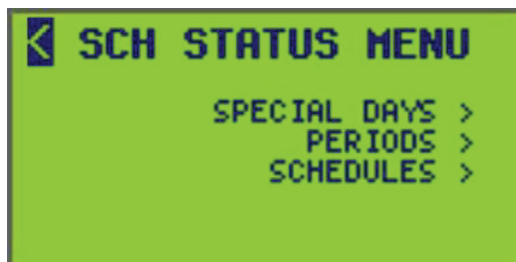 < SCH STATUS MENU
SPECIAL DAYS >
PERIODS >
SCHEDULES >